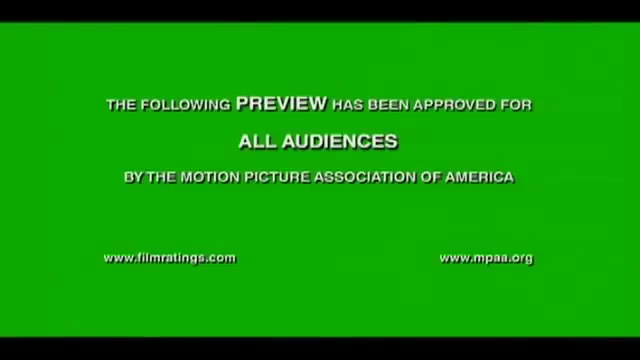 THE FOLLOWING PREVIEW HAS BEEN APPROVED FOR
ALL AUDIENCES
BY THE MOTION PICTURE ASSOCIATION OF AMERICA
www.filmratings.com www.mpaa.org